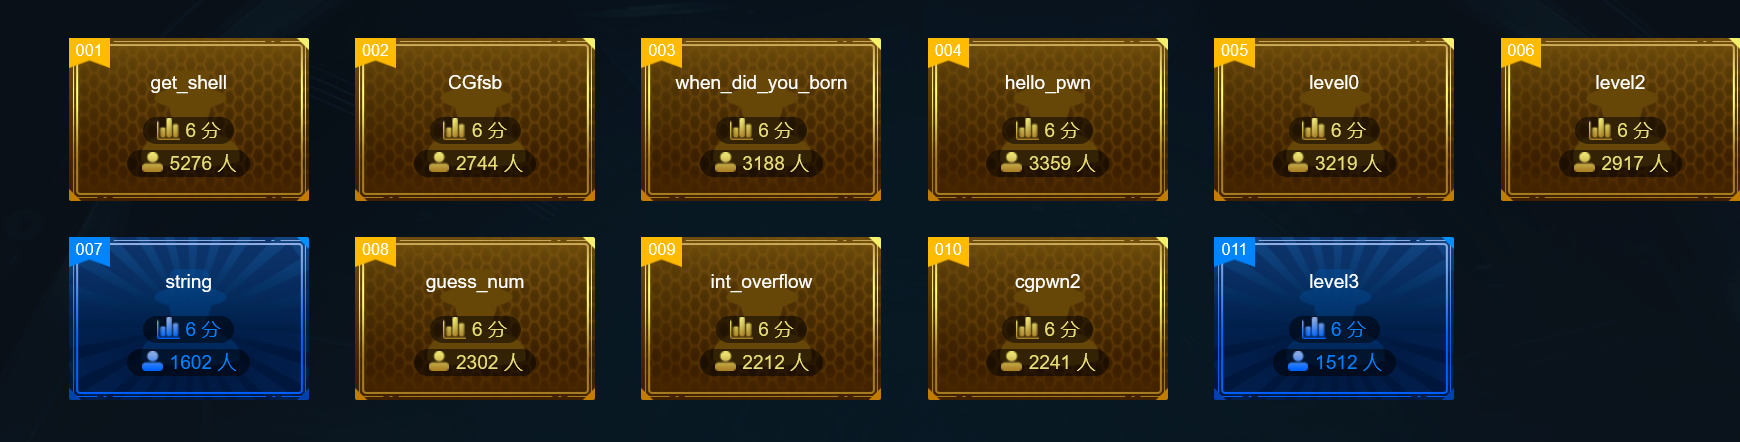 001
get_shell
6 分
5276 人
002
CGfsb
6 分
2744 人
003
when_did_you_born
6 分
3188 人
004
hello_pwn
6 分
3359 人
005
level0
6 分
3219 人
006
level2
6 分
2917 人
007
string
6 分
1602 人
008
guess_num
6 分
2302 人
009
int_overflow
6 分
2212 人
010
cgpwn2
6 分
2241 人
011
level3
6 分
1512 人